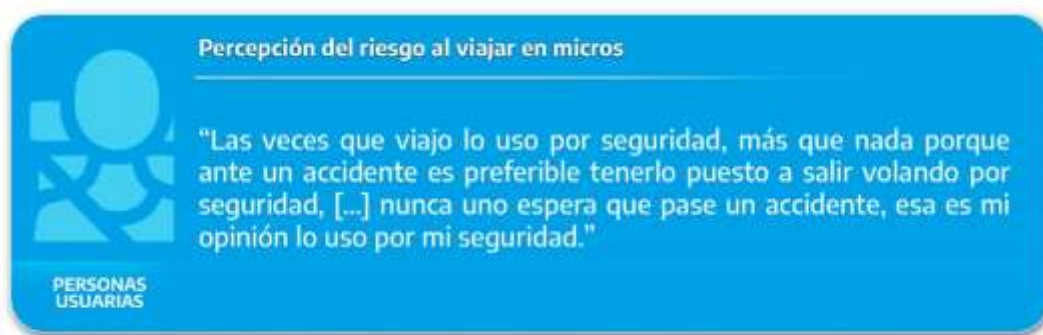 Percepción del riesgo al viajar en micros
“Las veces que viajo lo uso por seguridad, más que nada porque
ante un accidente es preferible tenerlo puesto a salir volando por
seguridad, [...] nunca uno espera que pase un accidente, esa es mi
opinión lo uso por mi seguridad.”
PERSONAS
USUARIAS